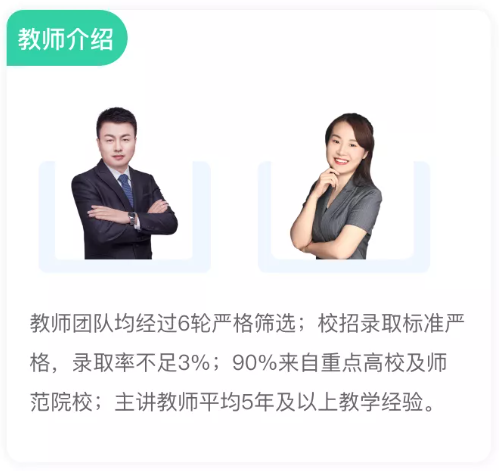 教师介绍
教师团队均经过6轮严格筛选；校招录取标准严
格，录取率不足3%；90%来自重点高校及师
范院校；主讲教师平均5年及以上教学经验。